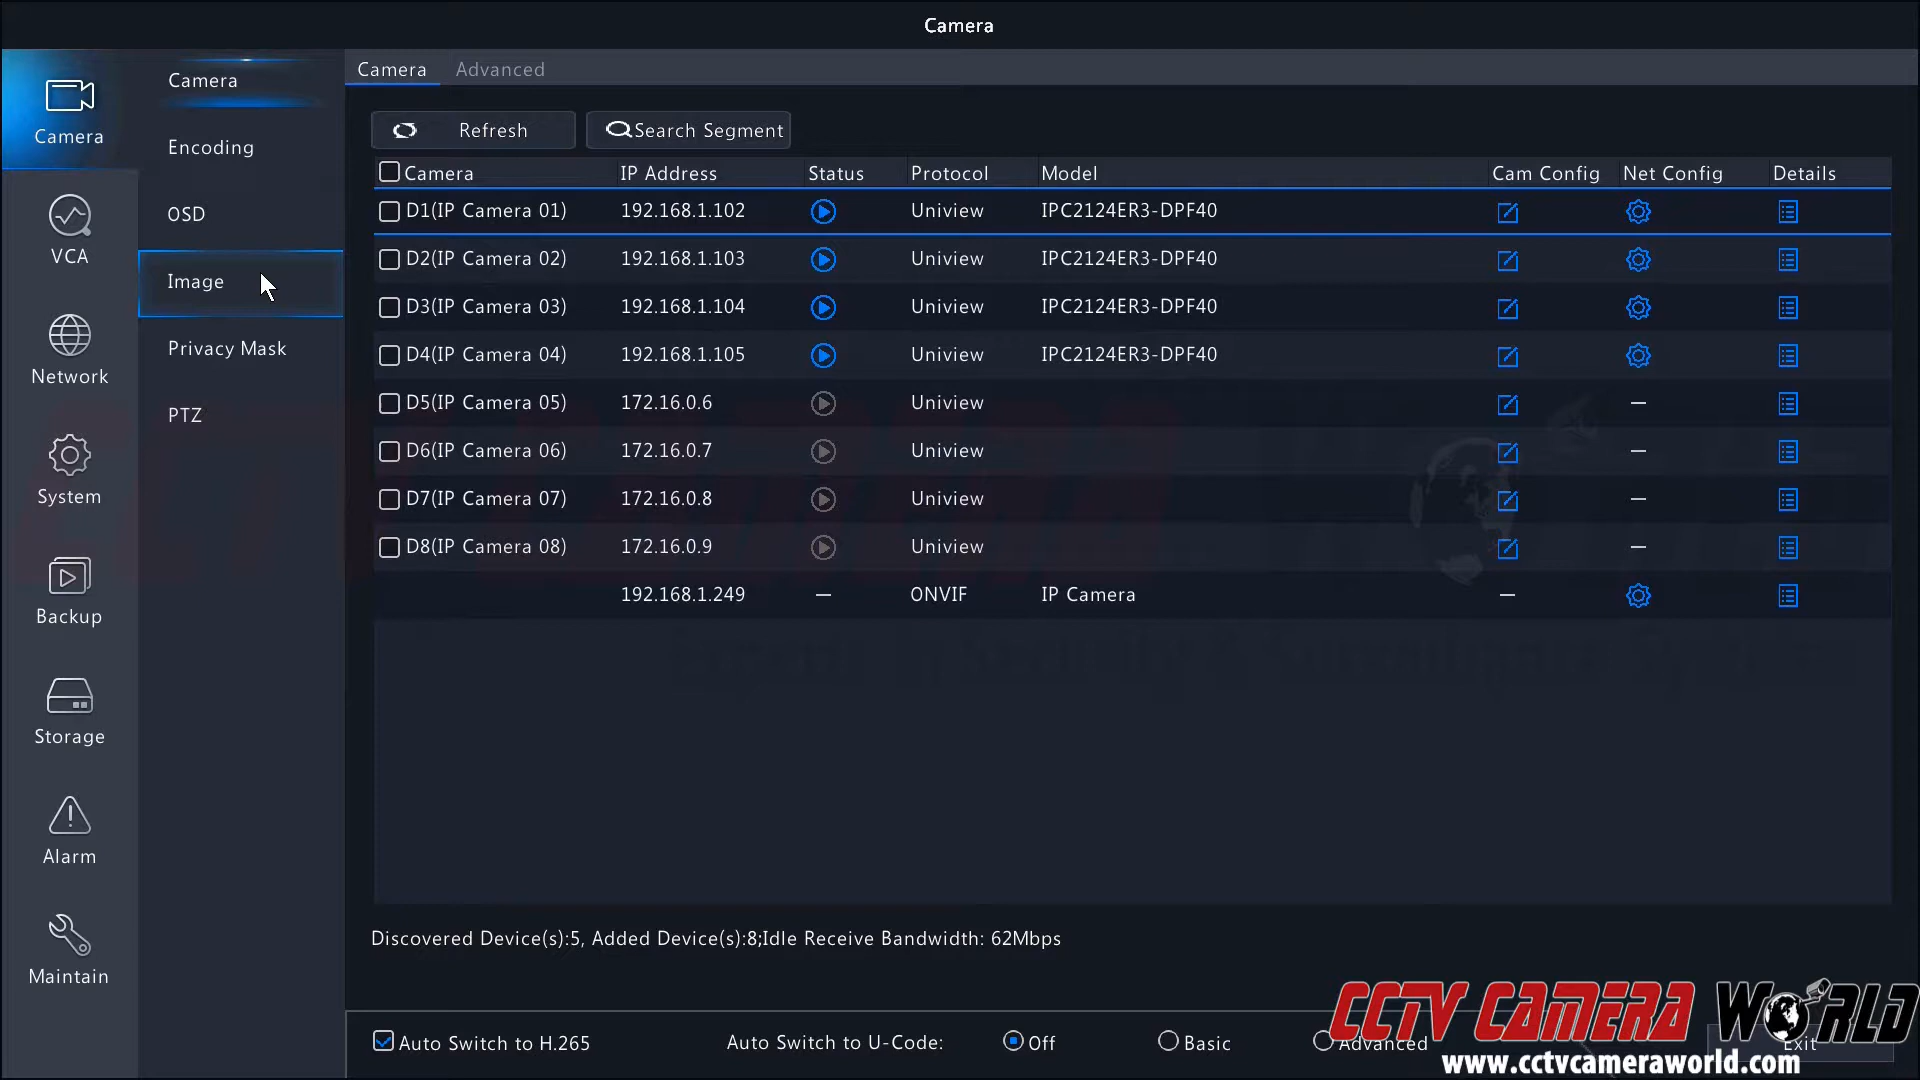 Camera
Camera
VCA
Network
System
Backup
Storage
Alarm
Maintain
Camera
Encoding
OSD
Image
Privacy Mask
PTZ
Camera Advanced
Refresh Search Segment
Camera IP Address Status Protocol Model Cam Config Net Config Details
D1(IP Camera 01) 192.168.1.102 Uniview IPC2124ER3-DPF40
D2(IP Camera 02) 192.168.1.103 Uniview IPC2124ER3-DPF40
D3(IP Camera 03) 192.168.1.104 Uniview IPC2124ER3-DPF40
D4(IP Camera 04) 192.168.1.105 Uniview IPC2124ER3-DPF40
D5(IP Camera 05) 172.16.0.6 Uniview —
D6(IP Camera 06) 172.16.0.7 Uniview —
D7(IP Camera 07) 172.16.0.8 Uniview —
D8(IP Camera 08) 172.16.0.9 Uniview —
192.168.1.249 — ONVIF IP Camera —
Discovered Device(s):5, Added Device(s):8;Idle Receive Bandwidth: 62Mbps
Auto Switch to H.265 Auto Switch to U-Code: Off Basic Advanced Exit
CCTV CAMERA WORLD
www.cctvcameraworld.com